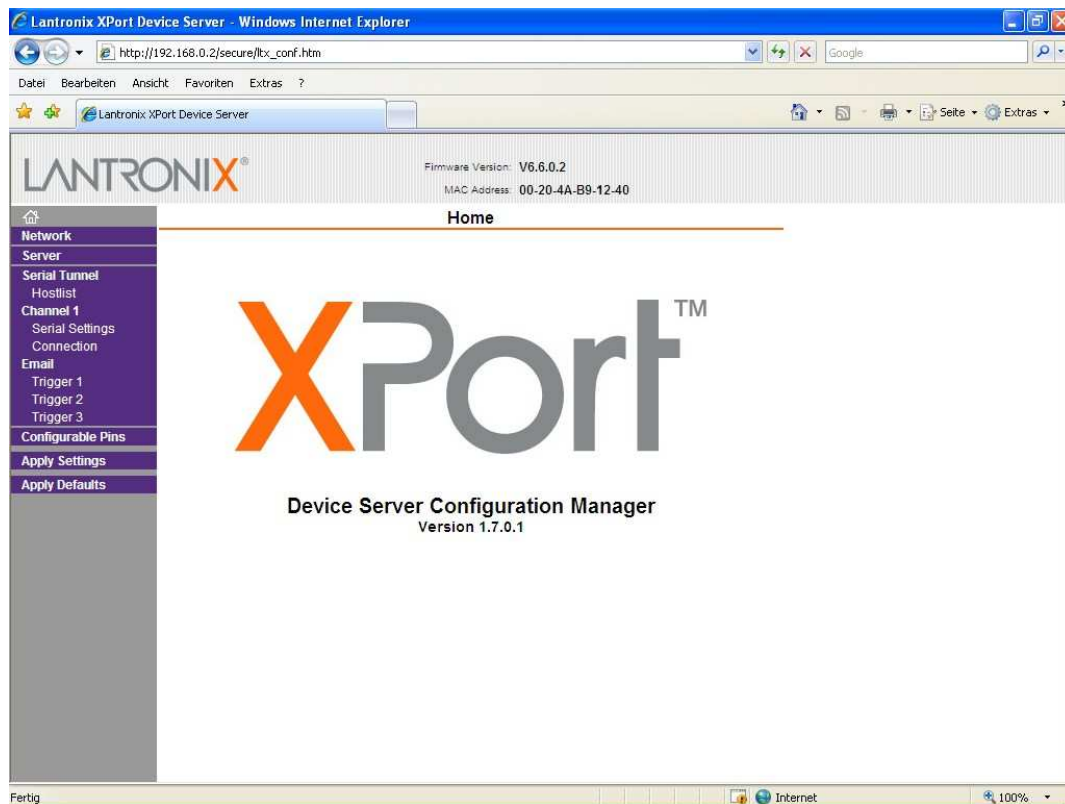 Lantronix XPort Device Server - Windows Internet Explorer
http://192.168.0.2/secure/ltx_conf.htm
Google
Datei Bearbeiten Ansicht Favoriten Extras ?
Lantronix XPort Device Server
Seite
Extras
LANTRONIX®
Firmware Version: V6.6.0.2
MAC Address: 00-20-4A-B9-12-40
Home
Network
Server
Serial Tunnel
Hostlist
Channel 1
Serial Settings
Connection
Email
Trigger 1
Trigger 2
Trigger 3
Configurable Pins
Apply Settings
Apply Defaults
XPort™
Device Server Configuration Manager
Version 1.7.0.1
Fertig
Internet
100%